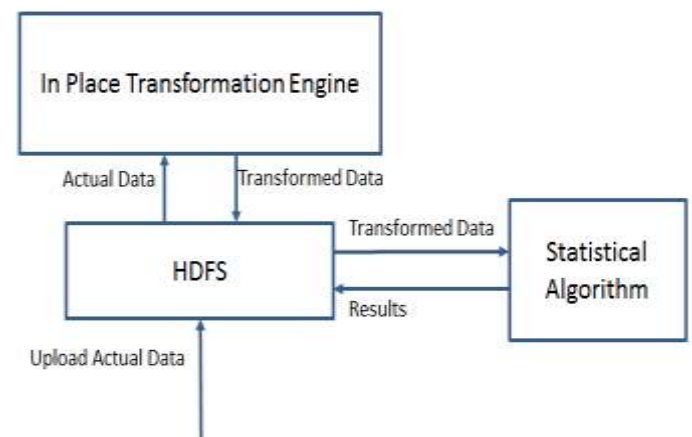 In Place Transformation Engine
Actual Data
Transformed Data
HDFS
Transformed Data
Results
Statistical
Algorithm
Upload Actual Data